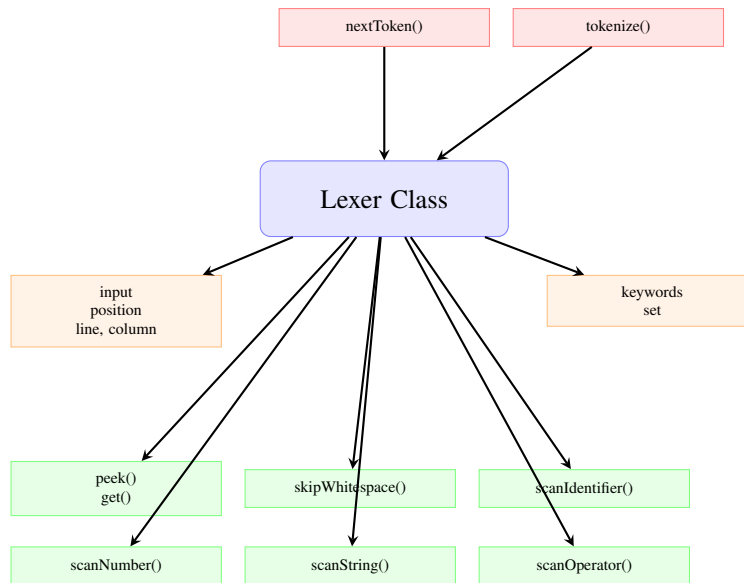 nextToken()
tokenize()
Lexer Class
input
position
line, column
keywords
set
peek()
get()
skipWhitespace()
scanIdentifier()
scanNumber()
scanString()
scanOperator()